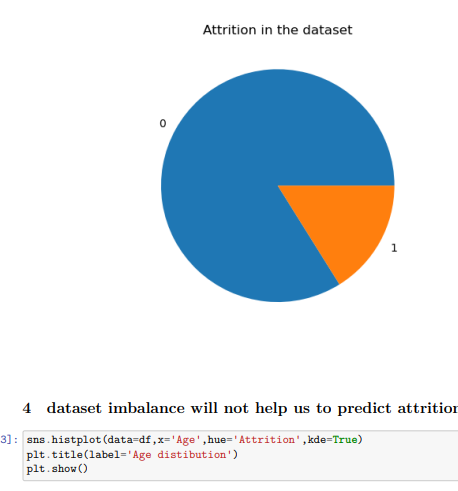 Attrition in the dataset
0
1
4 dataset imbalance will not help us to predict attrition
3]: sns.histplot(data=df,x='Age',hue='Attrition',kde=True)
plt.title(label='Age distibution')
plt.show()